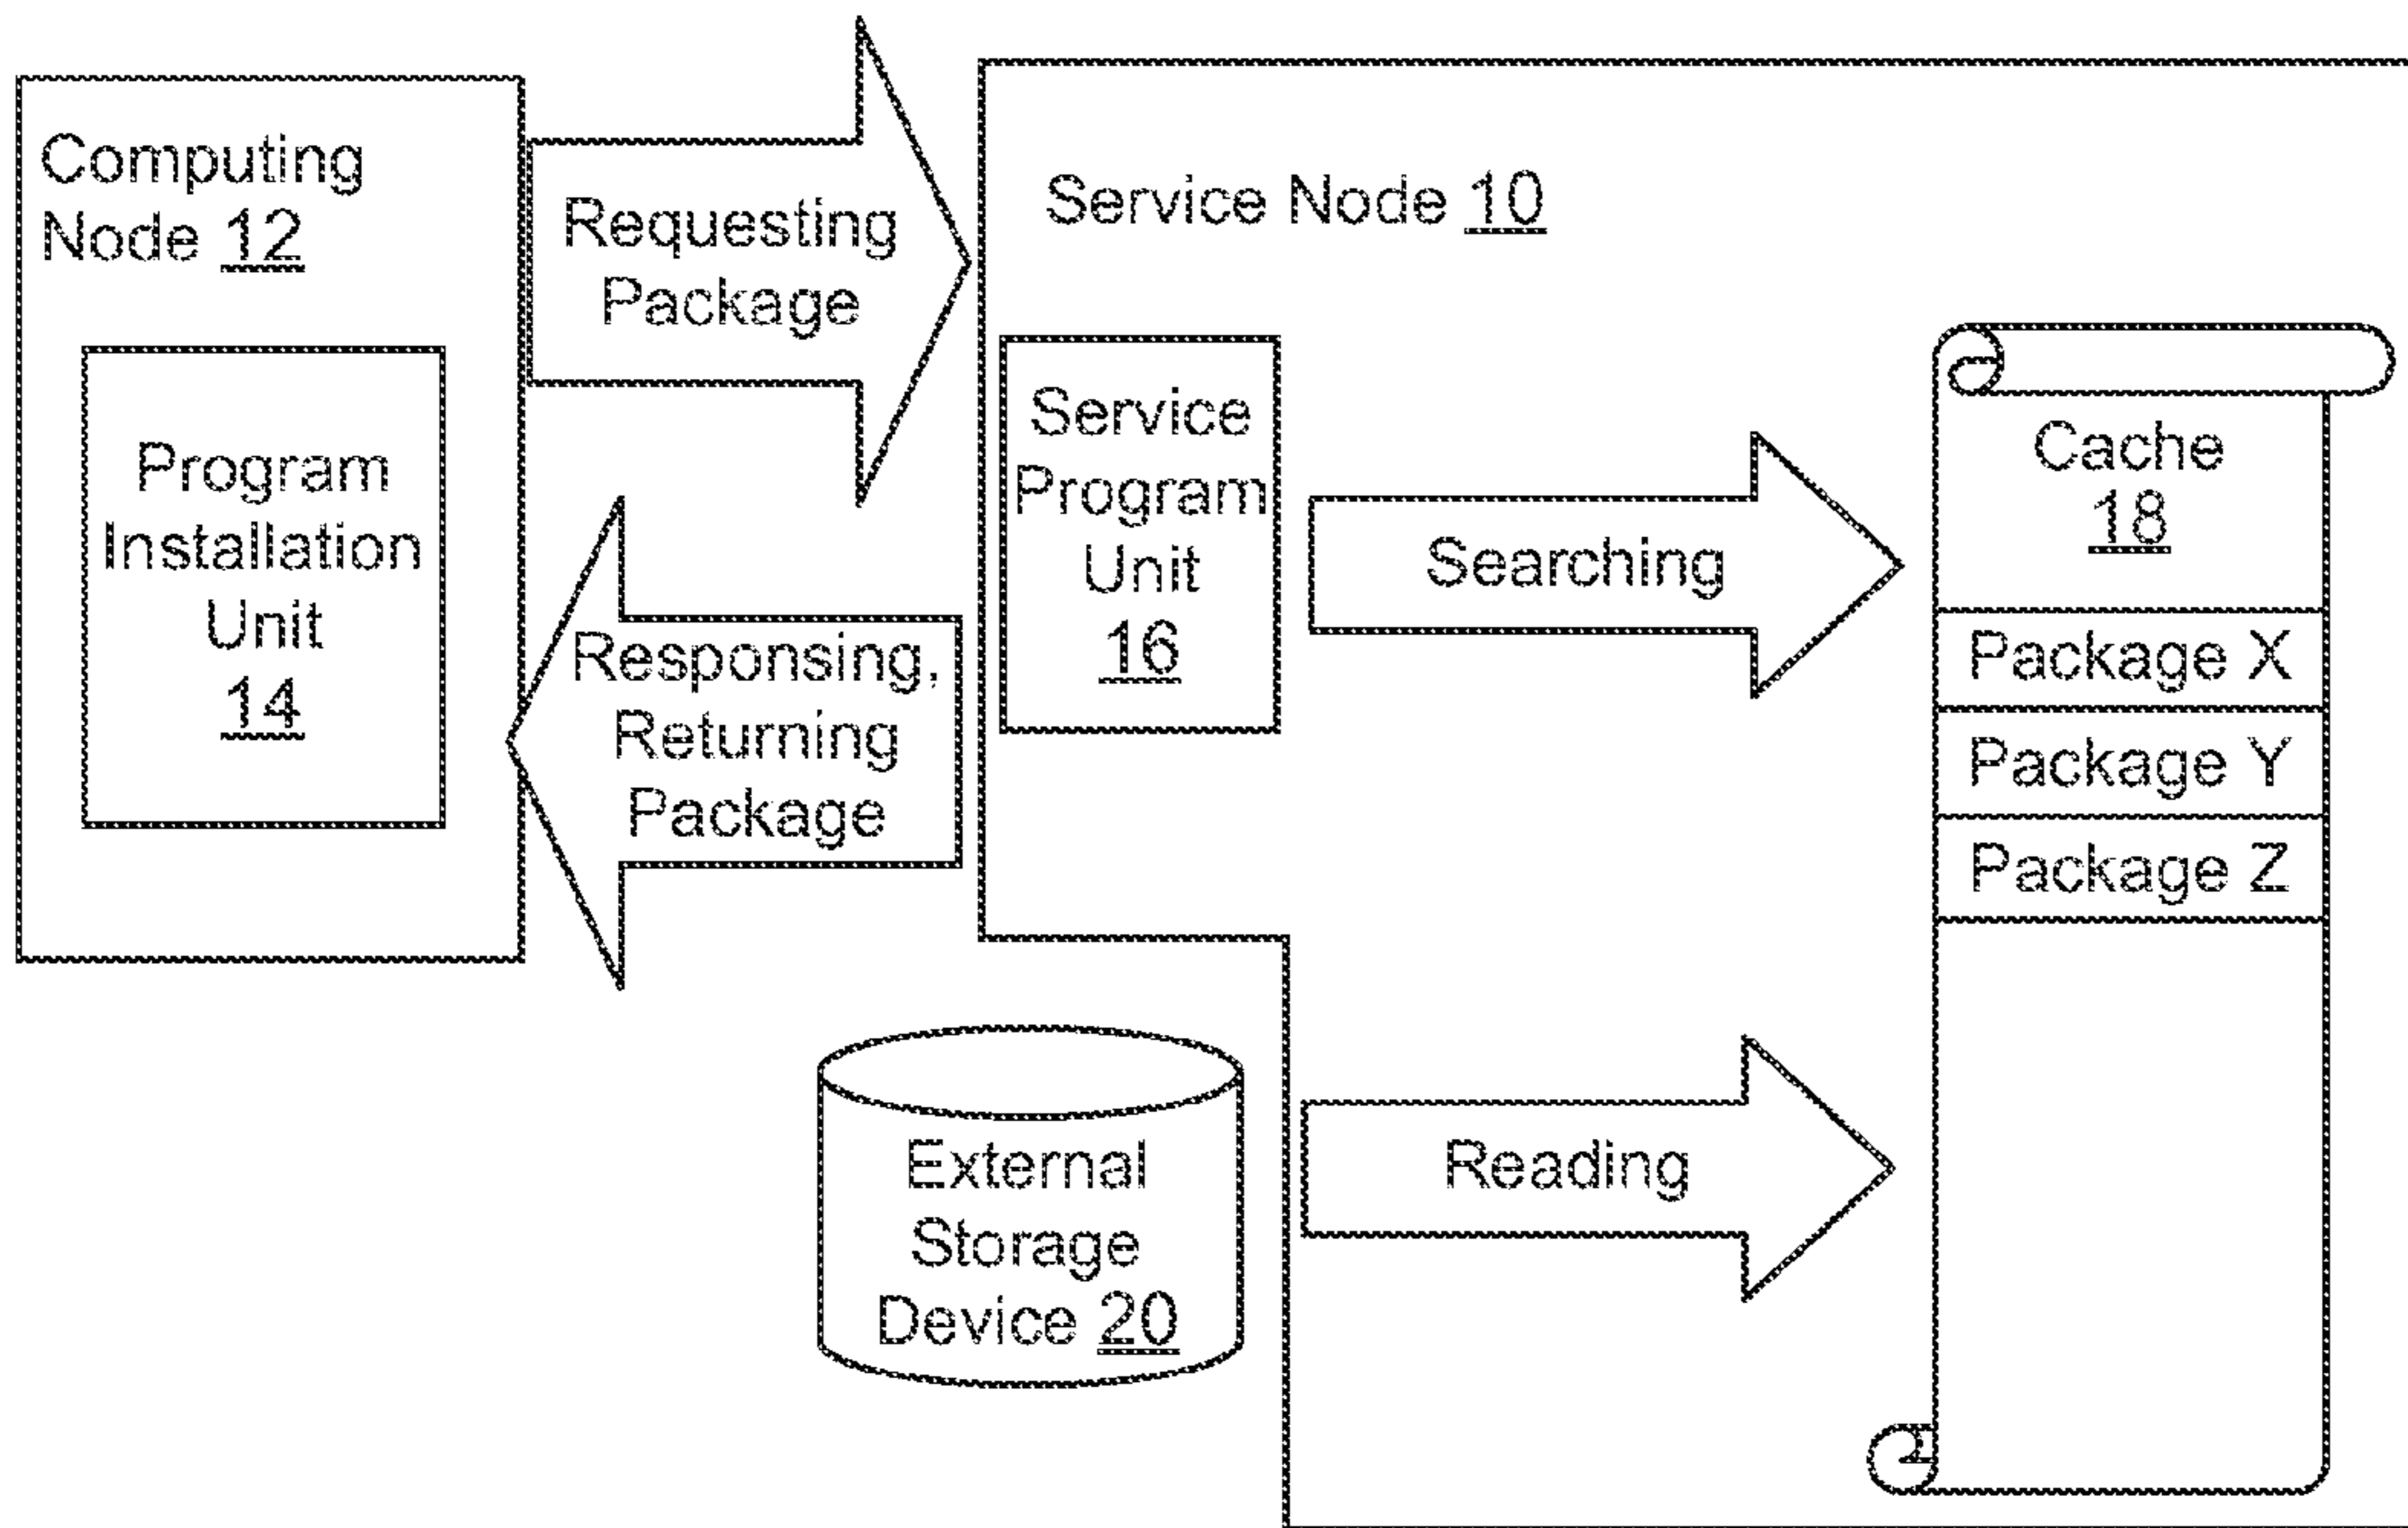 Computing
Node 12
Program
Installation
Unit
14
Requesting
Package
Responsing,
Returning
Package
Service Node 10
Service
Program
Unit
16
Searching
Cache
18
Package X
Package Y
Package Z
External
Storage
Device 20
Reading